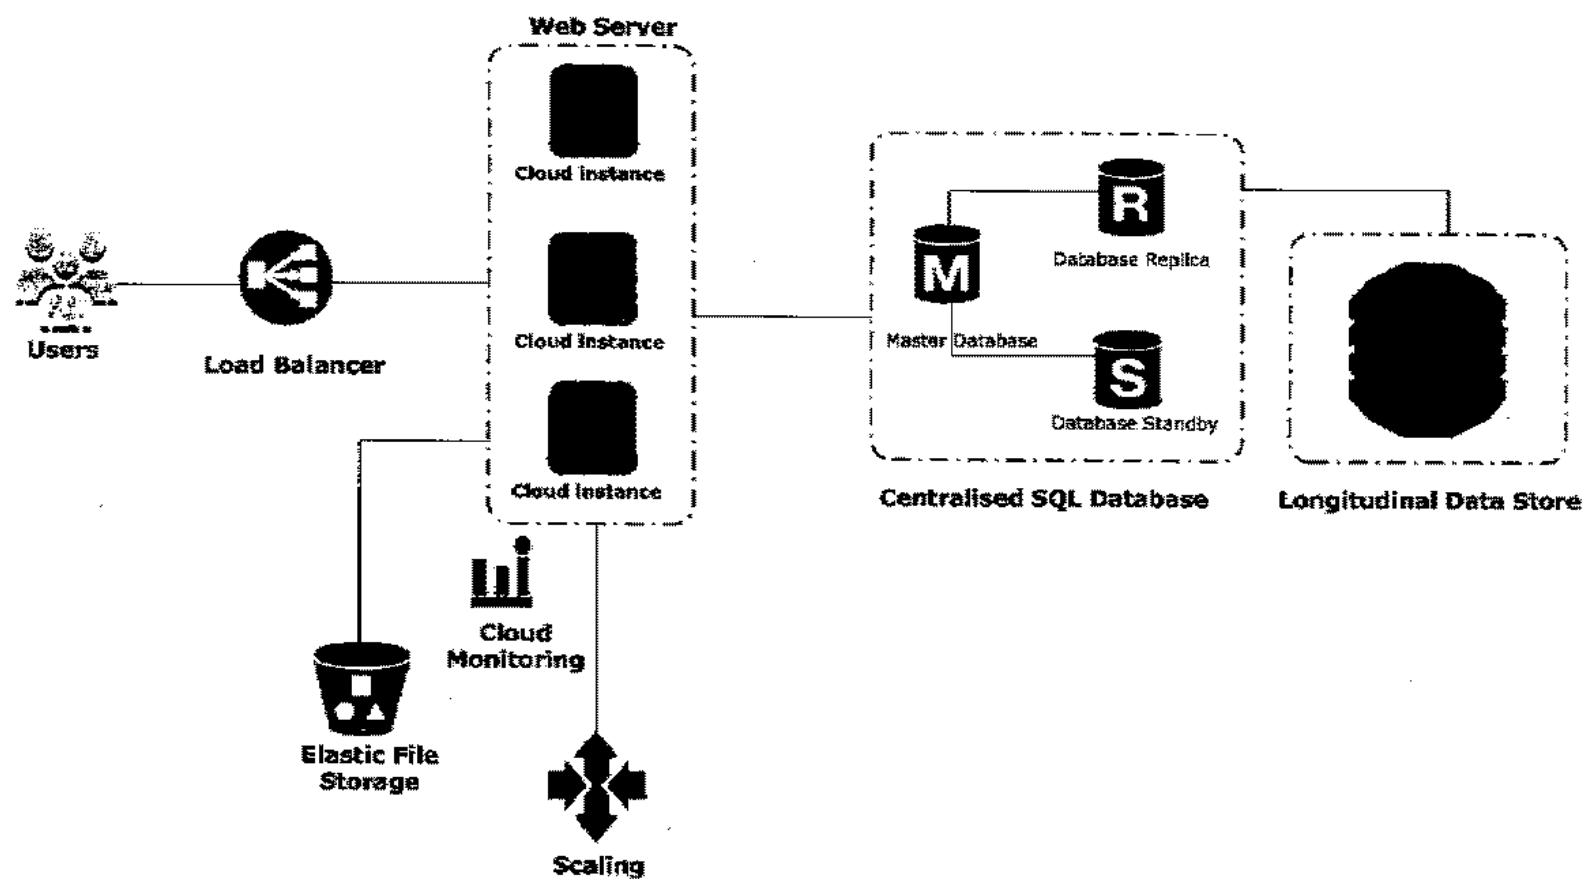 Web Server
Cloud Instance
Cloud Instance
Cloud Instance
Users
Load Balancer
R
Database Replica
M
Master Database
S
Database Standby
Centralised SQL Database
Longitudinal Data Store
Cloud
Monitoring
Elastic File
Storage
Scaling